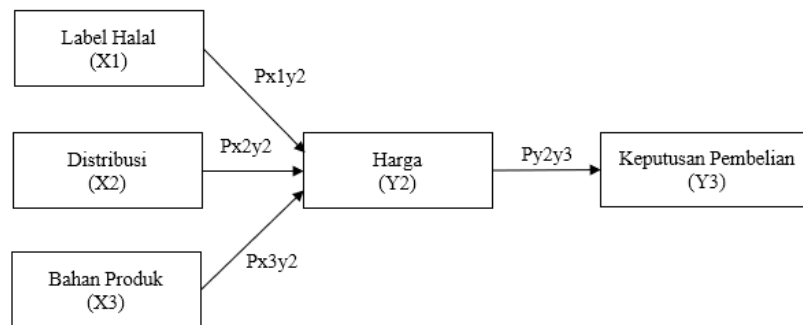 Label Halal
(X1)
Px1y2
Distribusi
(X2)
Px2y2
Harga
(Y2)
Py2y3
Keputusan Pembelian
(Y3)
Px3y2
Bahan Produk
(X3)